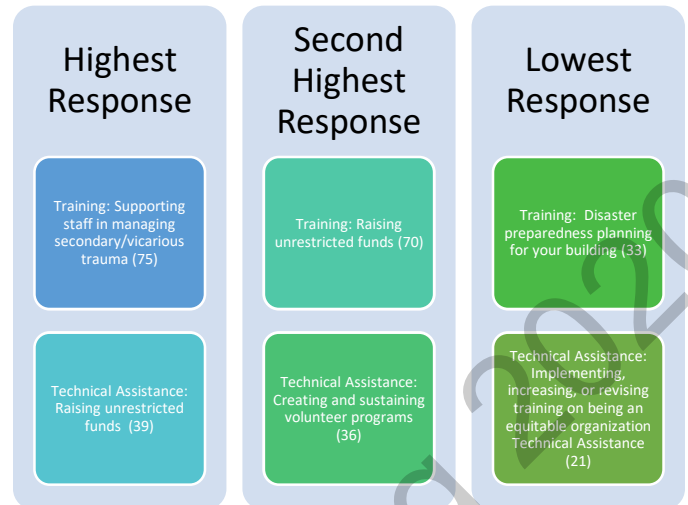 Highest
Response
Training: Supporting
staff in managing
secondary/vicarious
trauma (75)
Technical Assistance:
Raising unrestricted
funds (39)
Second
Highest
Response
Training: Raising
unrestricted funds (70)
Technical Assistance:
Creating and sustaining
volunteer programs
(36)
Lowest
Response
Training: Disaster
preparedness planning
for your building (33)
Technical Assistance:
Implementing,
increasing, or revising
training on being an
equitable organization
Technical Assistance
(21)